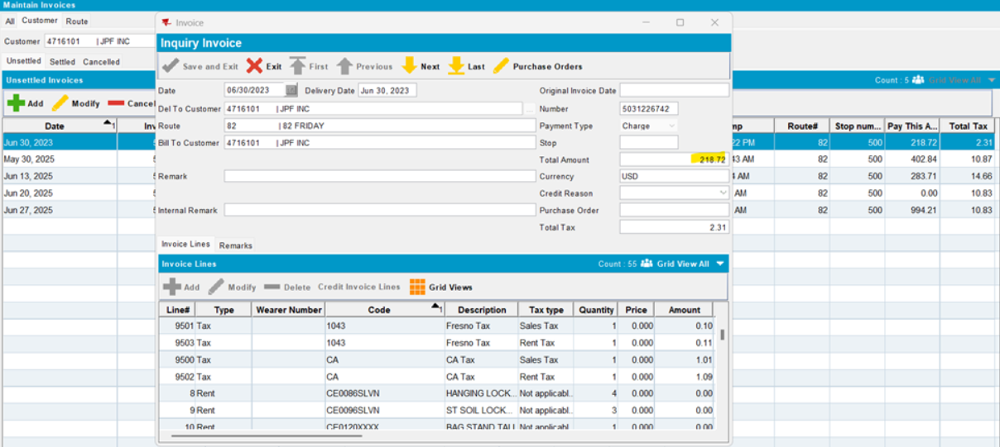 Maintain Invoices
All Customer Route
Customer 4716101 | JPF INC
Unsettled Settled Cancelled
Unsettled Invoices
Count : 5 Grid View All
Add Modify Cancel
Date
Jun 30, 2023
May 30, 2025
Jun 13, 2025
Jun 20, 2025
Jun 27, 2025
Invoice
Inquiry Invoice
Save and Exit Exit First Previous Next Last Purchase Orders
Date 06/30/2023 Delivery Date Jun 30, 2023 Original Invoice Date
Del To Customer 4716101 | JPF INC ... Number 5031226742
Route 82 | 82 FRIDAY Payment Type Charge
Bill To Customer 4716101 | JPF INC Stop
Total Amount 218.72
Remark Currency USD
Credit Reason
Internal Remark Purchase Order
Total Tax 2.31
Invoice Lines Remarks
Invoice Lines Count : 55 Grid View All
Add Modify Delete Credit Invoice Lines Grid Views
Line# Type Wearer Number Code 1 Description Tax type Quantity Price Amount
9501 Tax 1043 Fresno Tax Sales Tax 1 0.000 0.10
9503 Tax 1043 Fresno Tax Rent Tax 1 0.000 0.11
9500 Tax CA CA Tax Sales Tax 1 0.000 1.01
9502 Tax CA CA Tax Rent Tax 1 0.000 1.09
8 Rent CE0086SLVN HANGING LOCK... Not applicabl... 4 0.000 0.00
9 Rent CE0096SLVN ST SOIL LOCK... Not applicabl... 3 0.000 0.00
10 Rent CE0120XXXX BAG STAND TALL Not applicabl 1 0.000 0.00
Route# Stop num... Pay This A... Total Tax
22 PM 82 500 218.72 2.31
43 AM 82 500 402.84 10.87
AM 82 500 283.71 14.66
AM 82 500 0.00 10.83
AM 82 500 994.21 10.83